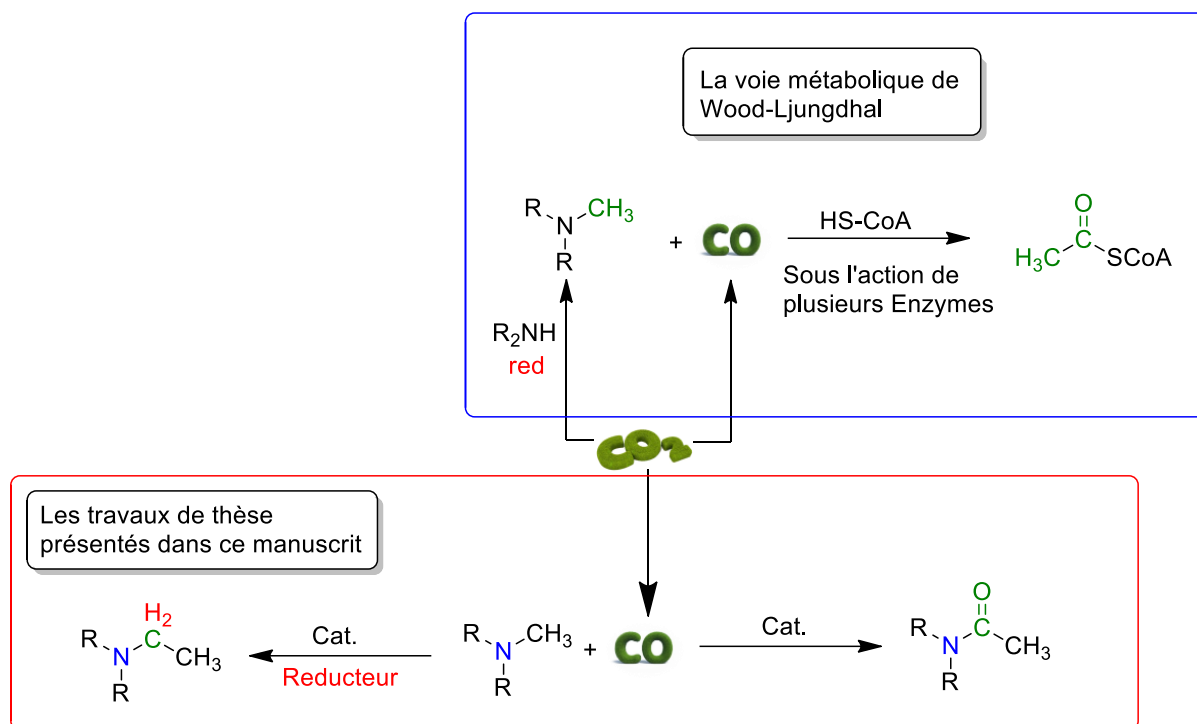 La voie métabolique de
Wood-Ljungdhal
R
N
CH₃
R
+
CO
HS-CoA
Sous l'action de
plusieurs Enzymes
O
C
H₃C
SCoA
R₂NH
red
CO₂
Les travaux de thèse
présentés dans ce manuscrit
H₂
R
N
C
CH₃
R
Cat.
Reducteur
R
N
CH₃
R
+
CO
Cat.
O
R
N
C
CH₃
R